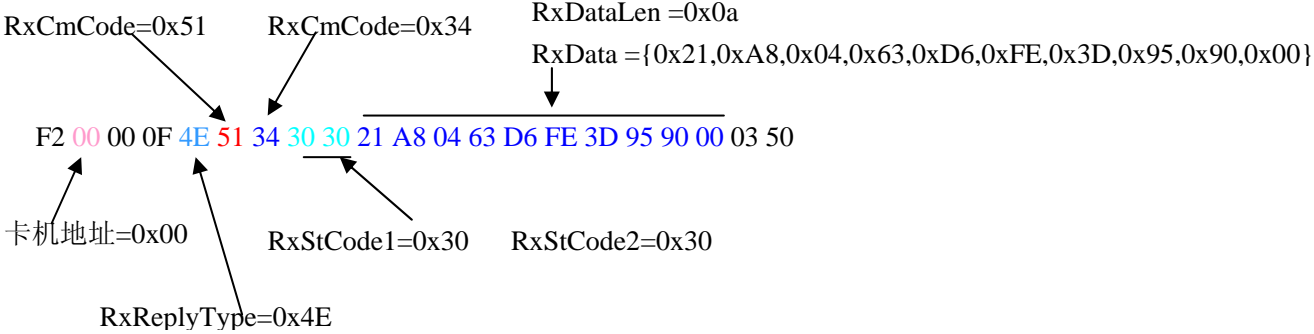 RxDataLen =0x0a
RxCmCode=0x51 RxCmCode=0x34
RxData ={0x21,0xA8,0x04,0x63,0xD6,0xFE,0x3D,0x95,0x90,0x00}
F2 00 00 0F 4E 51 34 30 30 21 A8 04 63 D6 FE 3D 95 90 00 03 50
卡机地址=0x00
RxStCode1=0x30 RxStCode2=0x30
RxReplyType=0x4E